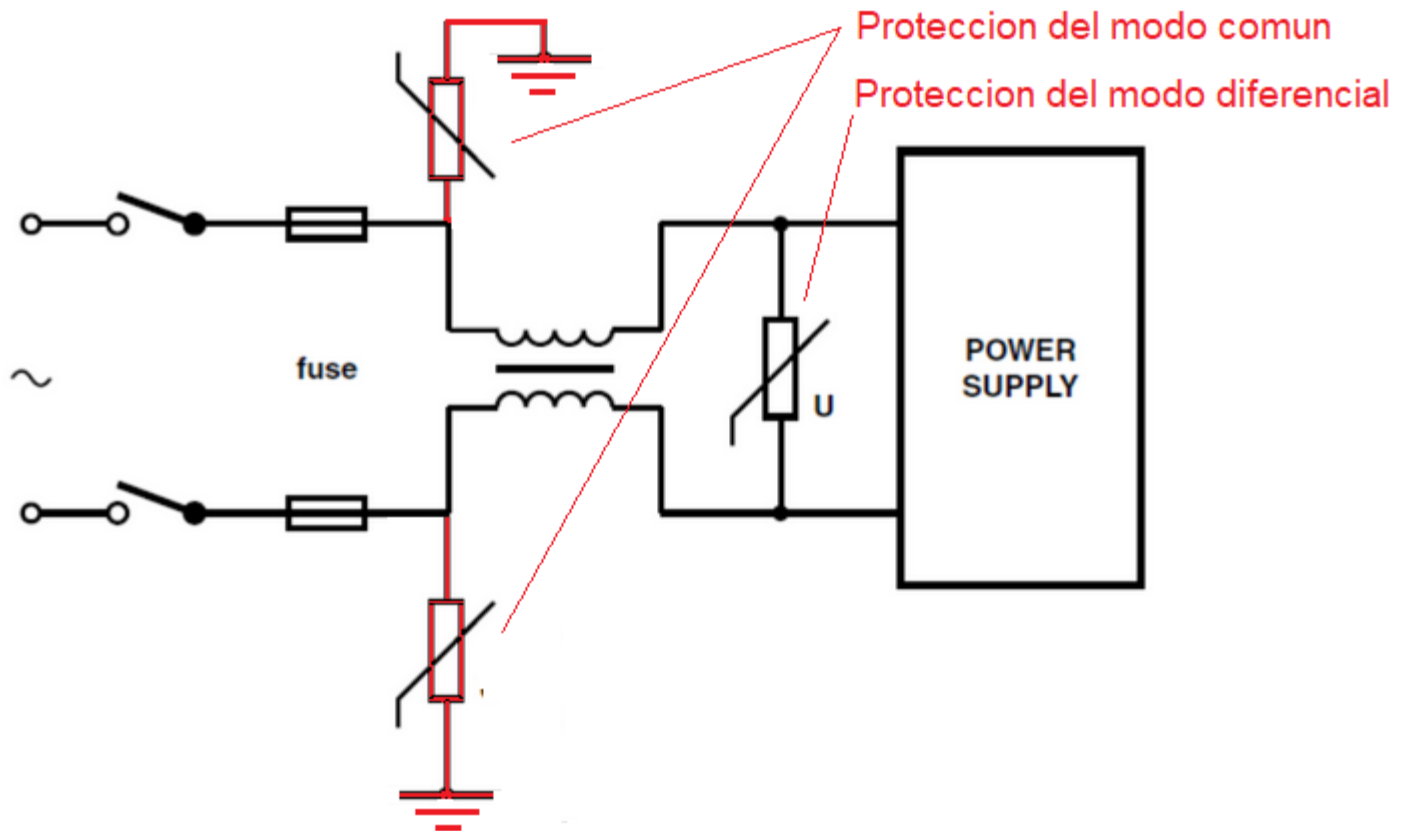 Proteccion del modo comun
Proteccion del modo diferencial
fuse
U
POWER
SUPPLY